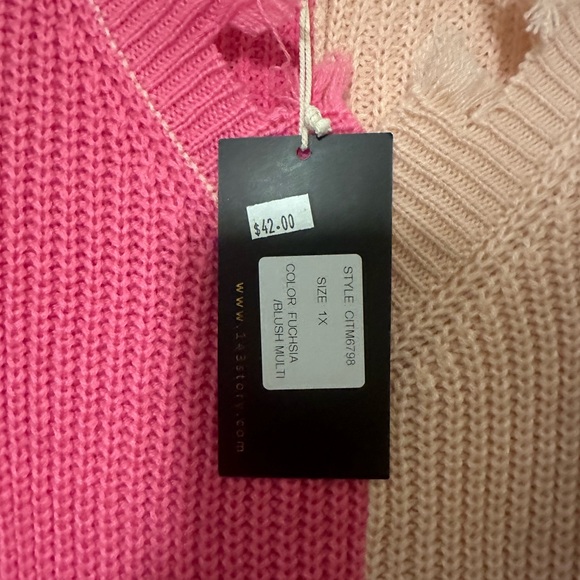 $42.00
STYLE CITM6798
SIZE 1X
COLOR FUCHSIA
/BLUSH MULTI
www.143story.com